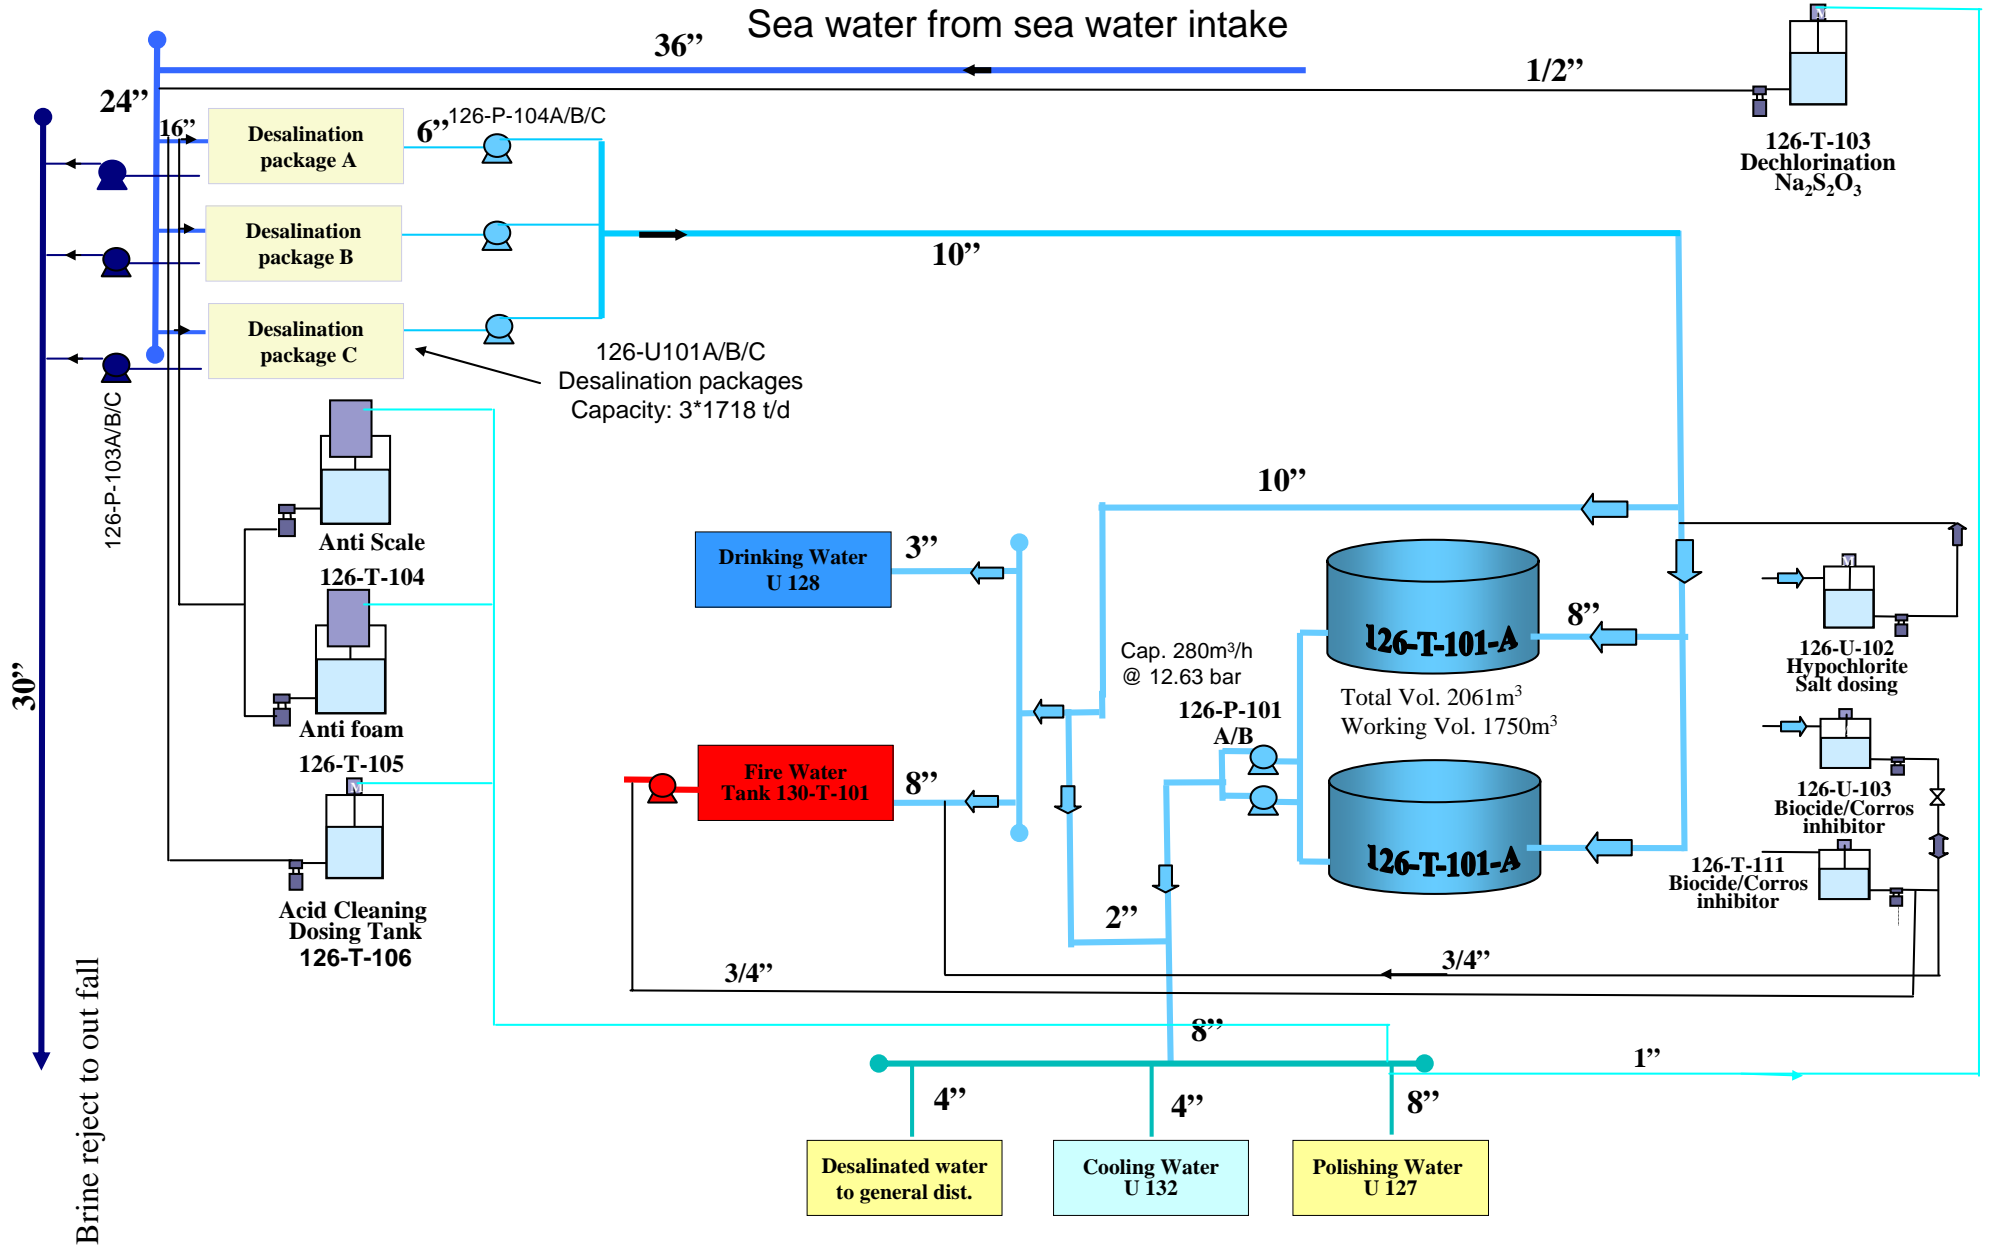 Sea water from sea water intake
36”
1/2”
M
24”
16”
6”
126-P-104A/B/C
Desalination
package A
126-T-103
Dechlorination
Na₂S₂O₃
Desalination
package B
10”
Desalination
package C
126-U101A/B/C
Desalination packages
Capacity: 3*1718 t/d
126-P-103A/B/C
10”
Anti Scale
126-T-104
Drinking Water
U 128
3”
8”
126-T-101-A
Cap. 280m³/h
@ 12.63 bar
126-P-101
A/B
Total Vol. 2061m³
Working Vol. 1750m³
M
126-U-102
Hypochlorite
Salt dosing
30”
Anti foam
126-T-105
M
Fire Water
Tank 130-T-101
8”
126-T-101-A
126-U-103
Biocide/Corros
inhibitor
126-T-111
Biocide/Corros
inhibitor
Acid Cleaning
Dosing Tank
126-T-106
2”
3/4”
3/4”
Brine reject to out fall
8”
1”
4”
4”
8”
Desalinated water
to general dist.
Cooling Water
U 132
Polishing Water
U 127